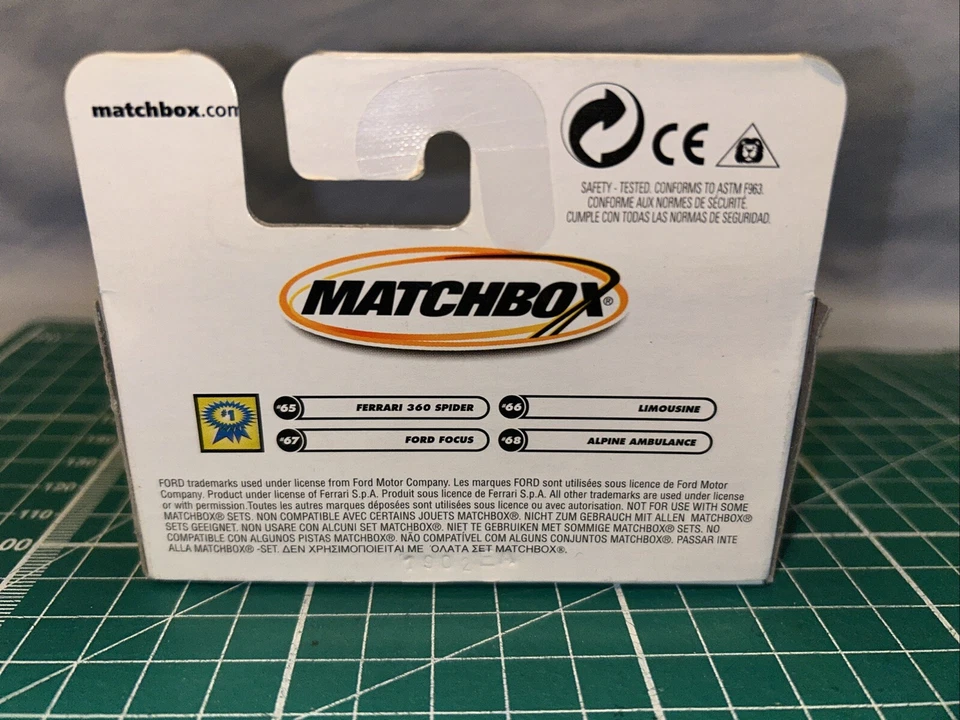 matchbox.com
CE
SAFETY - TESTED. CONFORMS TO ASTM F963.
CONFORME AUX NORMES DE SÉCURITÉ.
CUMPLE CON TODAS LAS NORMAS DE SEGURIDAD.
MATCHBOX®
#1
#65 FERRARI 360 SPIDER
#66 LIMOUSINE
#67 FORD FOCUS
#68 ALPINE AMBULANCE
FORD trademarks used under license from Ford Motor Company. Les marques FORD sont utilisées sous licence de Ford Motor
Company. Product under license of Ferrari S.p.A. Produit sous licence de Ferrari S.p.A. All other trademarks are used under license
or with permission.Toutes les autres marques déposées sont utilisées sous licence ou avec autorisation. NOT FOR USE WITH SOME
MATCHBOX® SETS. NON COMPATIBLE AVEC CERTAINS JOUETS MATCHBOX®. NICHT ZUM GEBRAUCH MIT ALLEN MATCHBOX®
SETS GEEIGNET. NON USARE CON ALCUNI SET MATCHBOX®. NIET TE GEBRUIKEN MET SOMMIGE MATCHBOX® SETS. NO
COMPATIBLE CON ALGUNOS PISTAS MATCHBOX®. NÃO COMPATÍVEL COM ALGUNS CONJUNTOS MATCHBOX®. PASSAR INTE
ALLA MATCHBOX® -SET. ΔΕΝ ΧΡΗΣΙΜΟΠΟΙΕΙΤΑΙ ΜΕ ΌΛΑΤΑ ΣΕΤ MATCHBOX®.
120
110